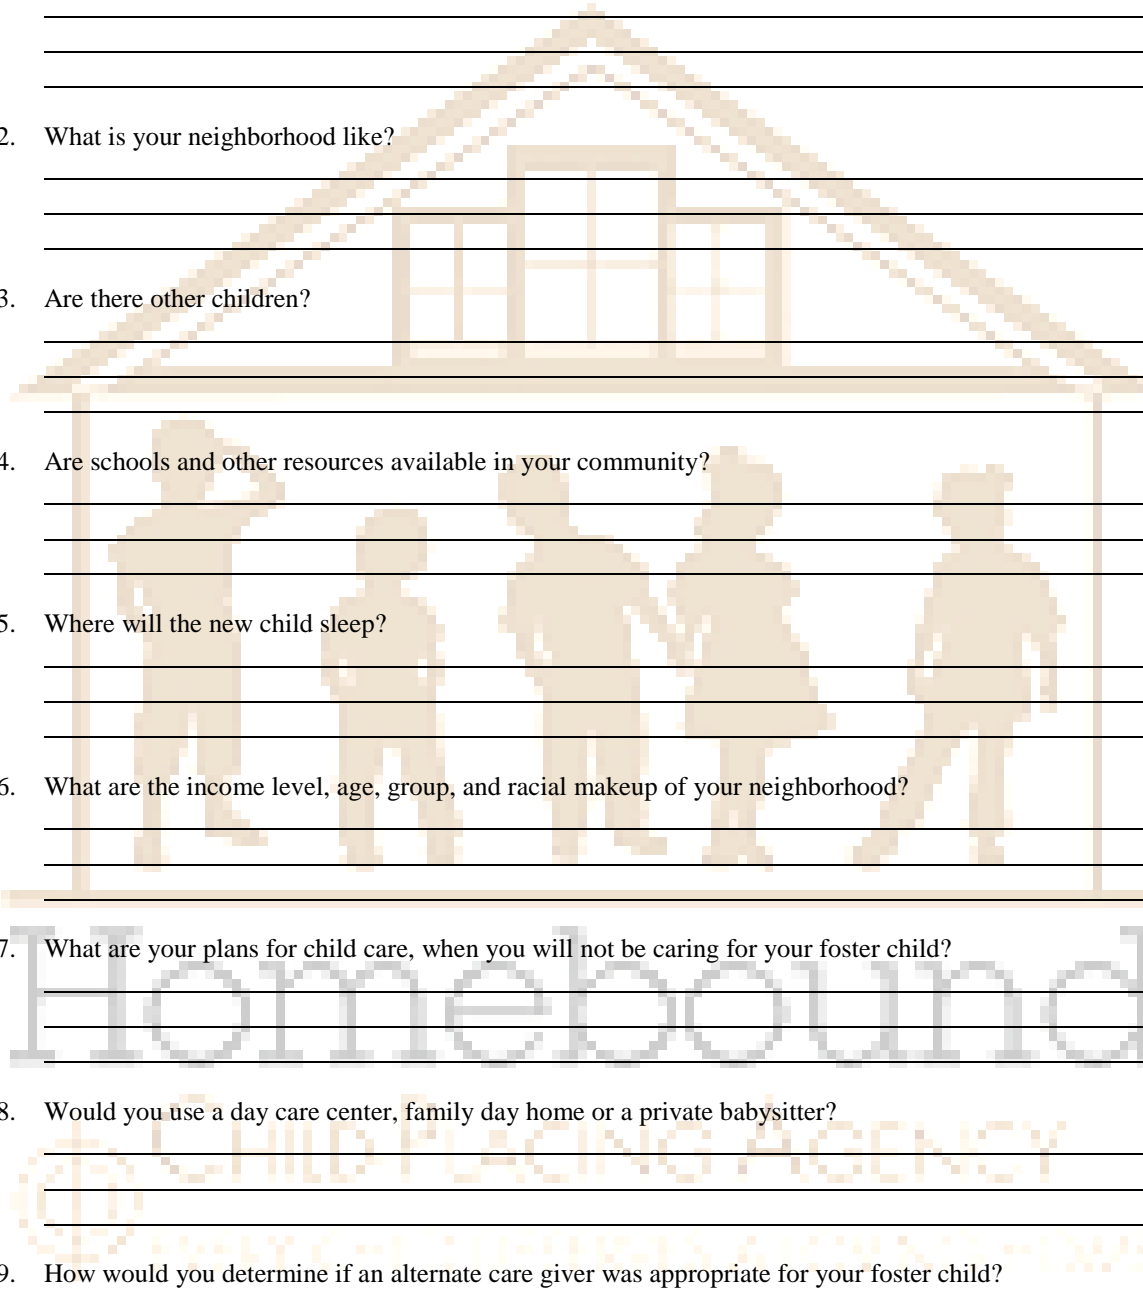 2. What is your neighborhood like?
3. Are there other children?
4. Are schools and other resources available in your community?
5. Where will the new child sleep?
6. What are the income level, age, group, and racial makeup of your neighborhood?
7. What are your plans for child care, when you will not be caring for your foster child?
Homebound
8. Would you use a day care center, family day home or a private babysitter?
CHILD PLACING AGENCY
9. How would you determine if an alternate care giver was appropriate for your foster child?